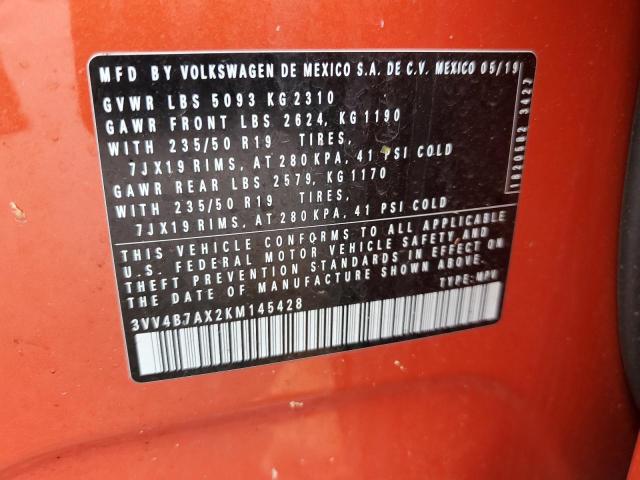 MFD BY VOLKSWAGEN DE MEXICO S.A. DE C.V. MEXICO 05/19
GVWR LBS 5093 KG 2310
GAWR FRONT LBS 2624, KG 1190
WITH 235/50 R19 TIRES,
7JX19 RIMS, AT 280 KPA, 41 PSI COLD
GAWR REAR LBS 2579, KG 1170
WITH 235/50 R19 TIRES,
7JX19 RIMS, AT 280 KPA, 41 PSI COLD
THIS VEHICLE CONFORMS TO ALL APPLICABLE
U.S. FEDERAL MOTOR VEHICLE SAFETY AND
THEFT PREVENTION STANDARDS IN EFFECT ON
THE DATE OF MANUFACTURE SHOWN ABOVE.
TYPE: MPV
3VV4B7AX2KM145428
3427